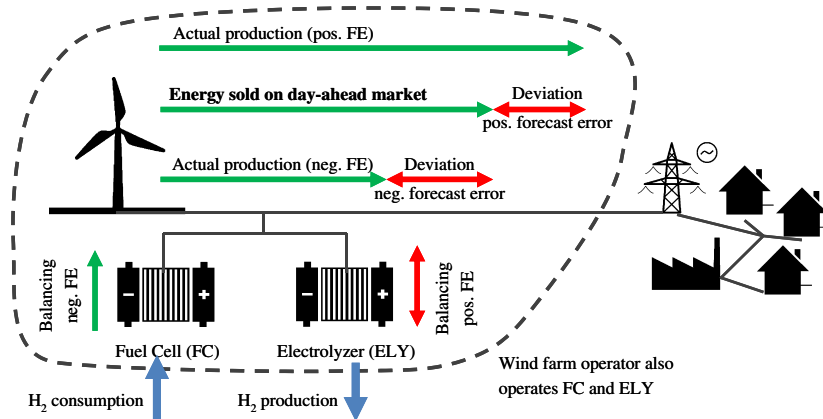 Actual production (pos. FE)
Energy sold on day-ahead market
Deviation
pos. forecast error
Actual production (neg. FE)
Deviation
neg. forecast error
~
Balancing
neg. FE
−
+
−
+
Balancing
pos. FE
Fuel Cell (FC)
Electrolyzer (ELY)
Wind farm operator also
operates FC and ELY
H₂ consumption
H₂ production